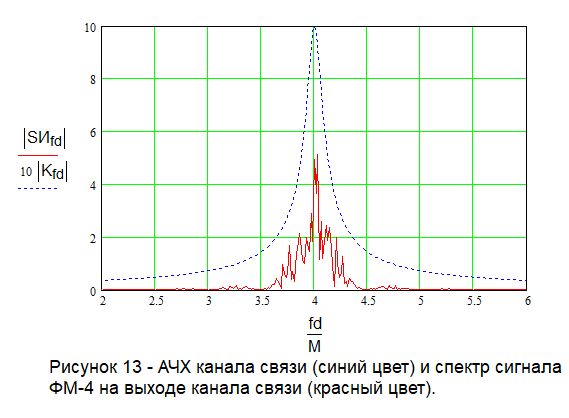 10
8
6
4
2
0
|SИfd|
10 |Kfd|
2 2.5 3 3.5 4 4.5 5 5.5 6
fd
M
Рисунок 13 - АЧХ канала связи (синий цвет) и спектр сигнала
ФМ-4 на выходе канала связи (красный цвет).